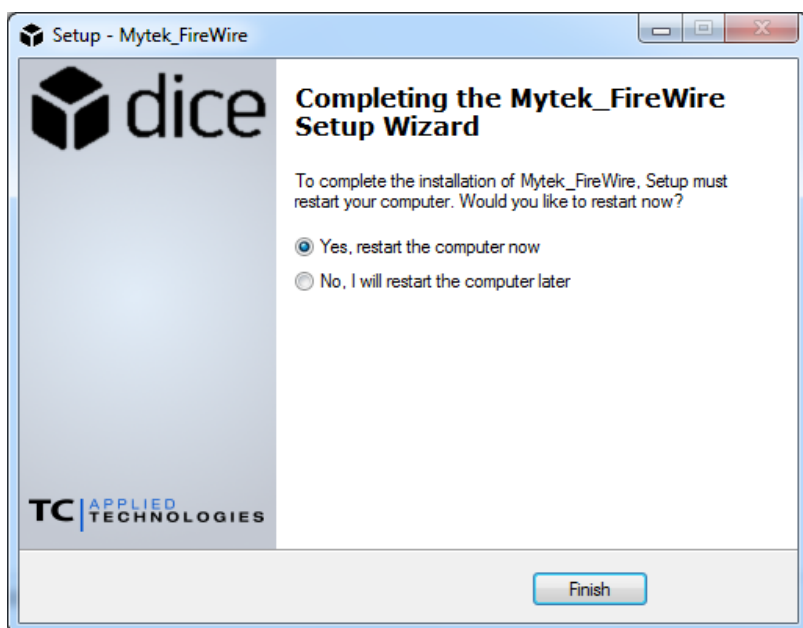 Setup - Mytek_FireWire
dice
Completing the Mytek_FireWire
Setup Wizard
To complete the installation of Mytek_FireWire, Setup must
restart your computer. Would you like to restart now?
Yes, restart the computer now
No, I will restart the computer later
TC APPLIED
TECHNOLOGIES
Finish